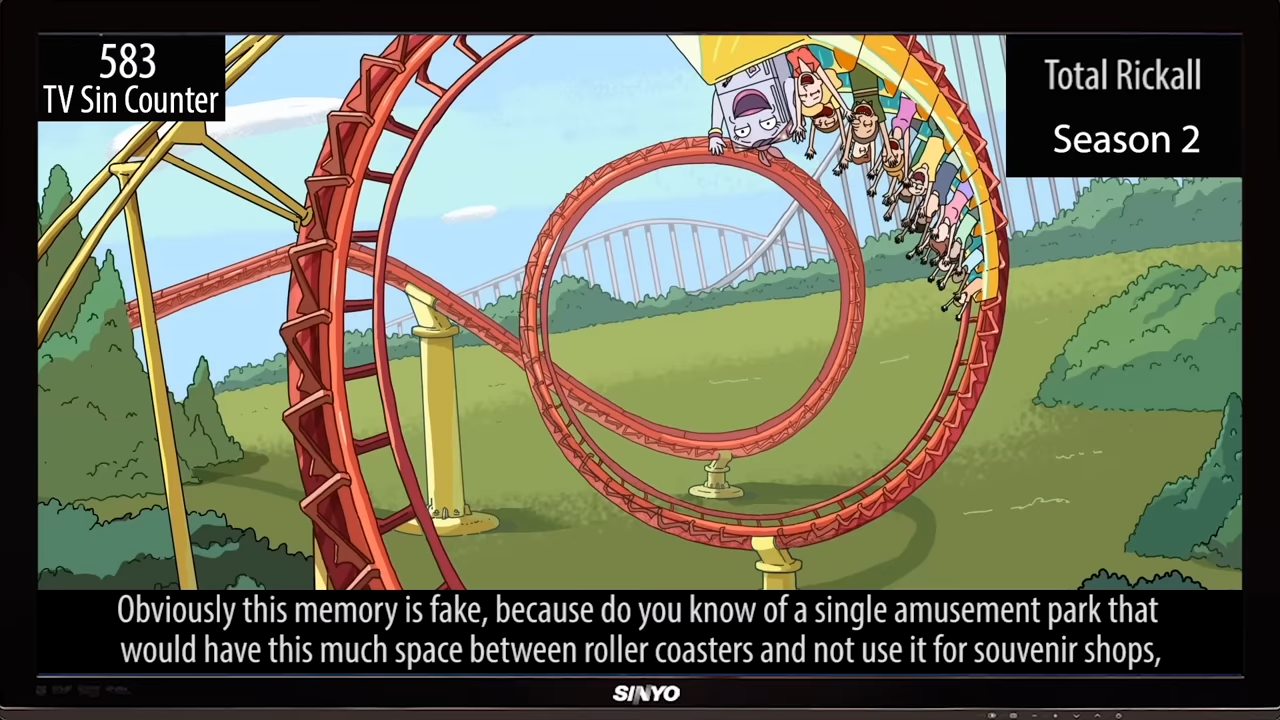 583
TV Sin Counter
Total Rickall
Season 2
Obviously this memory is fake, because do you know of a single amusement park that
would have this much space between roller coasters and not use it for souvenir shops,
SINYO